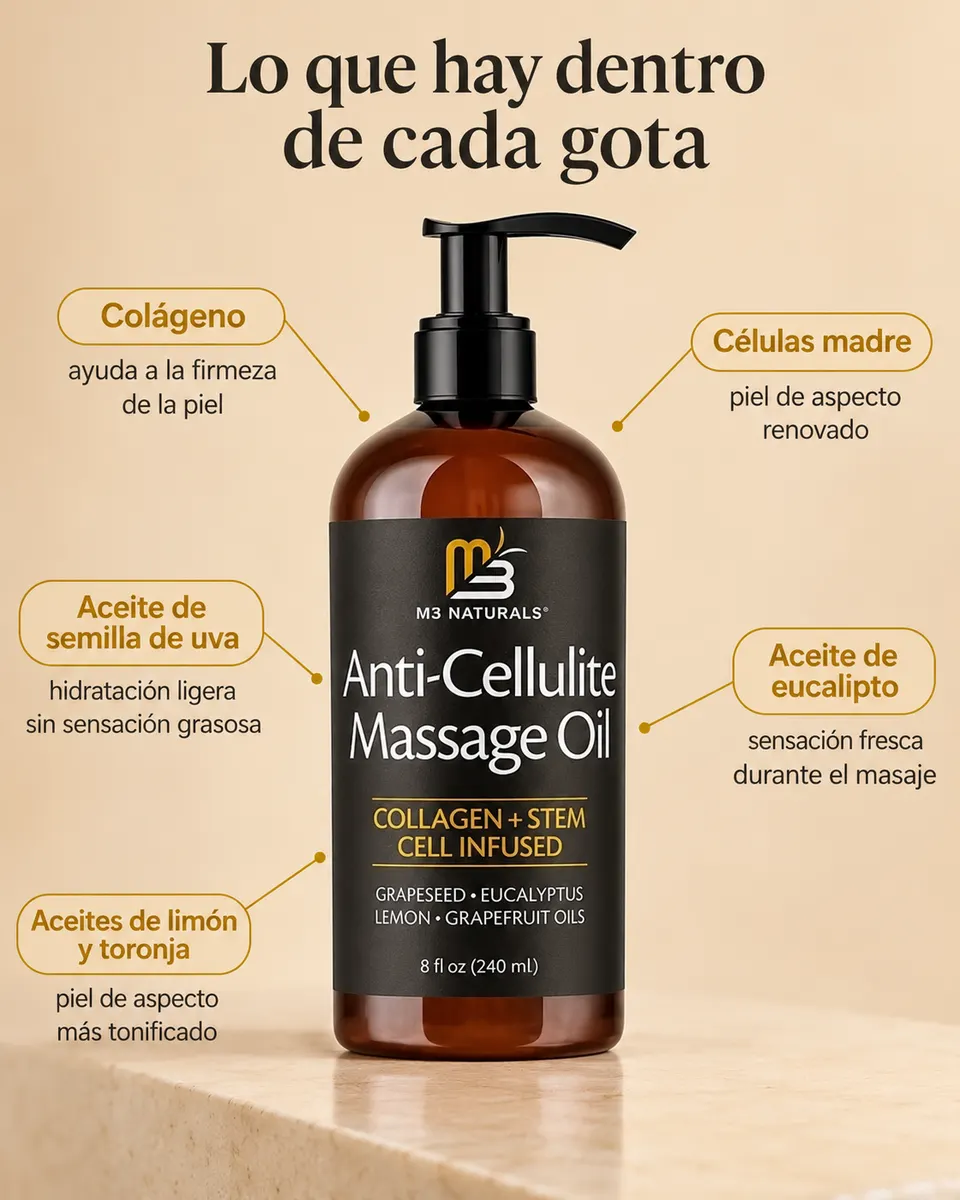 Lo que hay dentro
de cada gota
Colágeno
ayuda a la firmeza
de la piel
Células madre
piel de aspecto
renovado
Aceite de
semilla de uva
hidratación ligera
sin sensación grasosa
Aceite de
eucalipto
sensación fresca
durante el masaje
Aceites de limón
y toronja
piel de aspecto
más tonificado
M3
M3 NATURALS®
Anti-Cellulite
Massage Oil
COLLAGEN + STEM
CELL INFUSED
GRAPESEED • EUCALYPTUS
LEMON • GRAPEFRUIT OILS
8 fl oz (240 ml)